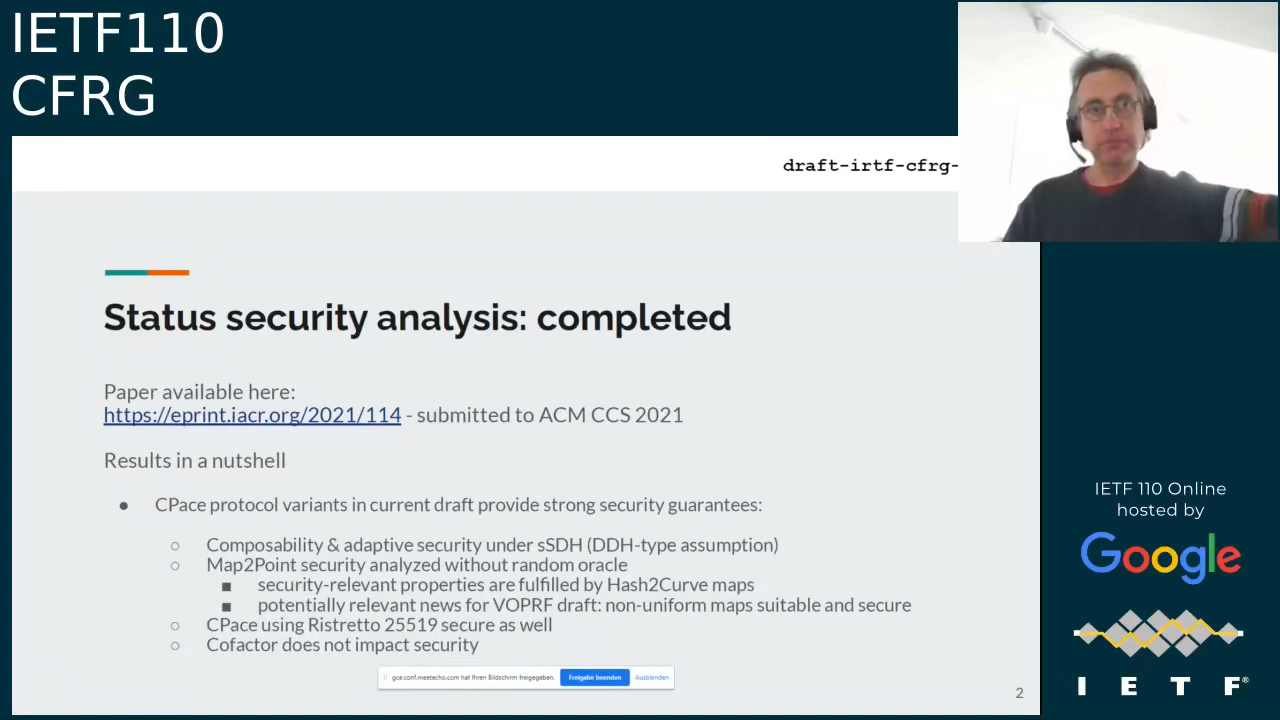 IETF110
CFRG
draft-irtf-cfrg-
Status security analysis: completed
Paper available here:
https://eprint.iacr.org/2021/114 - submitted to ACM CCS 2021
Results in a nutshell
● CPace protocol variants in current draft provide strong security guarantees:
○ Composability & adaptive security under sSDH (DDH-type assumption)
○ Map2Point security analyzed without random oracle
■ security-relevant properties are fulfilled by Hash2Curve maps
■ potentially relevant news for VOPRF draft: non-uniform maps suitable and secure
○ CPace using Ristretto 25519 secure as well
○ Cofactor does not impact security
gce.conf.meetecho.com hat Ihren Bildschirm freigegeben. Freigabe beenden Ausblenden
2
IETF 110 Online
hosted by
Google
I E T F®